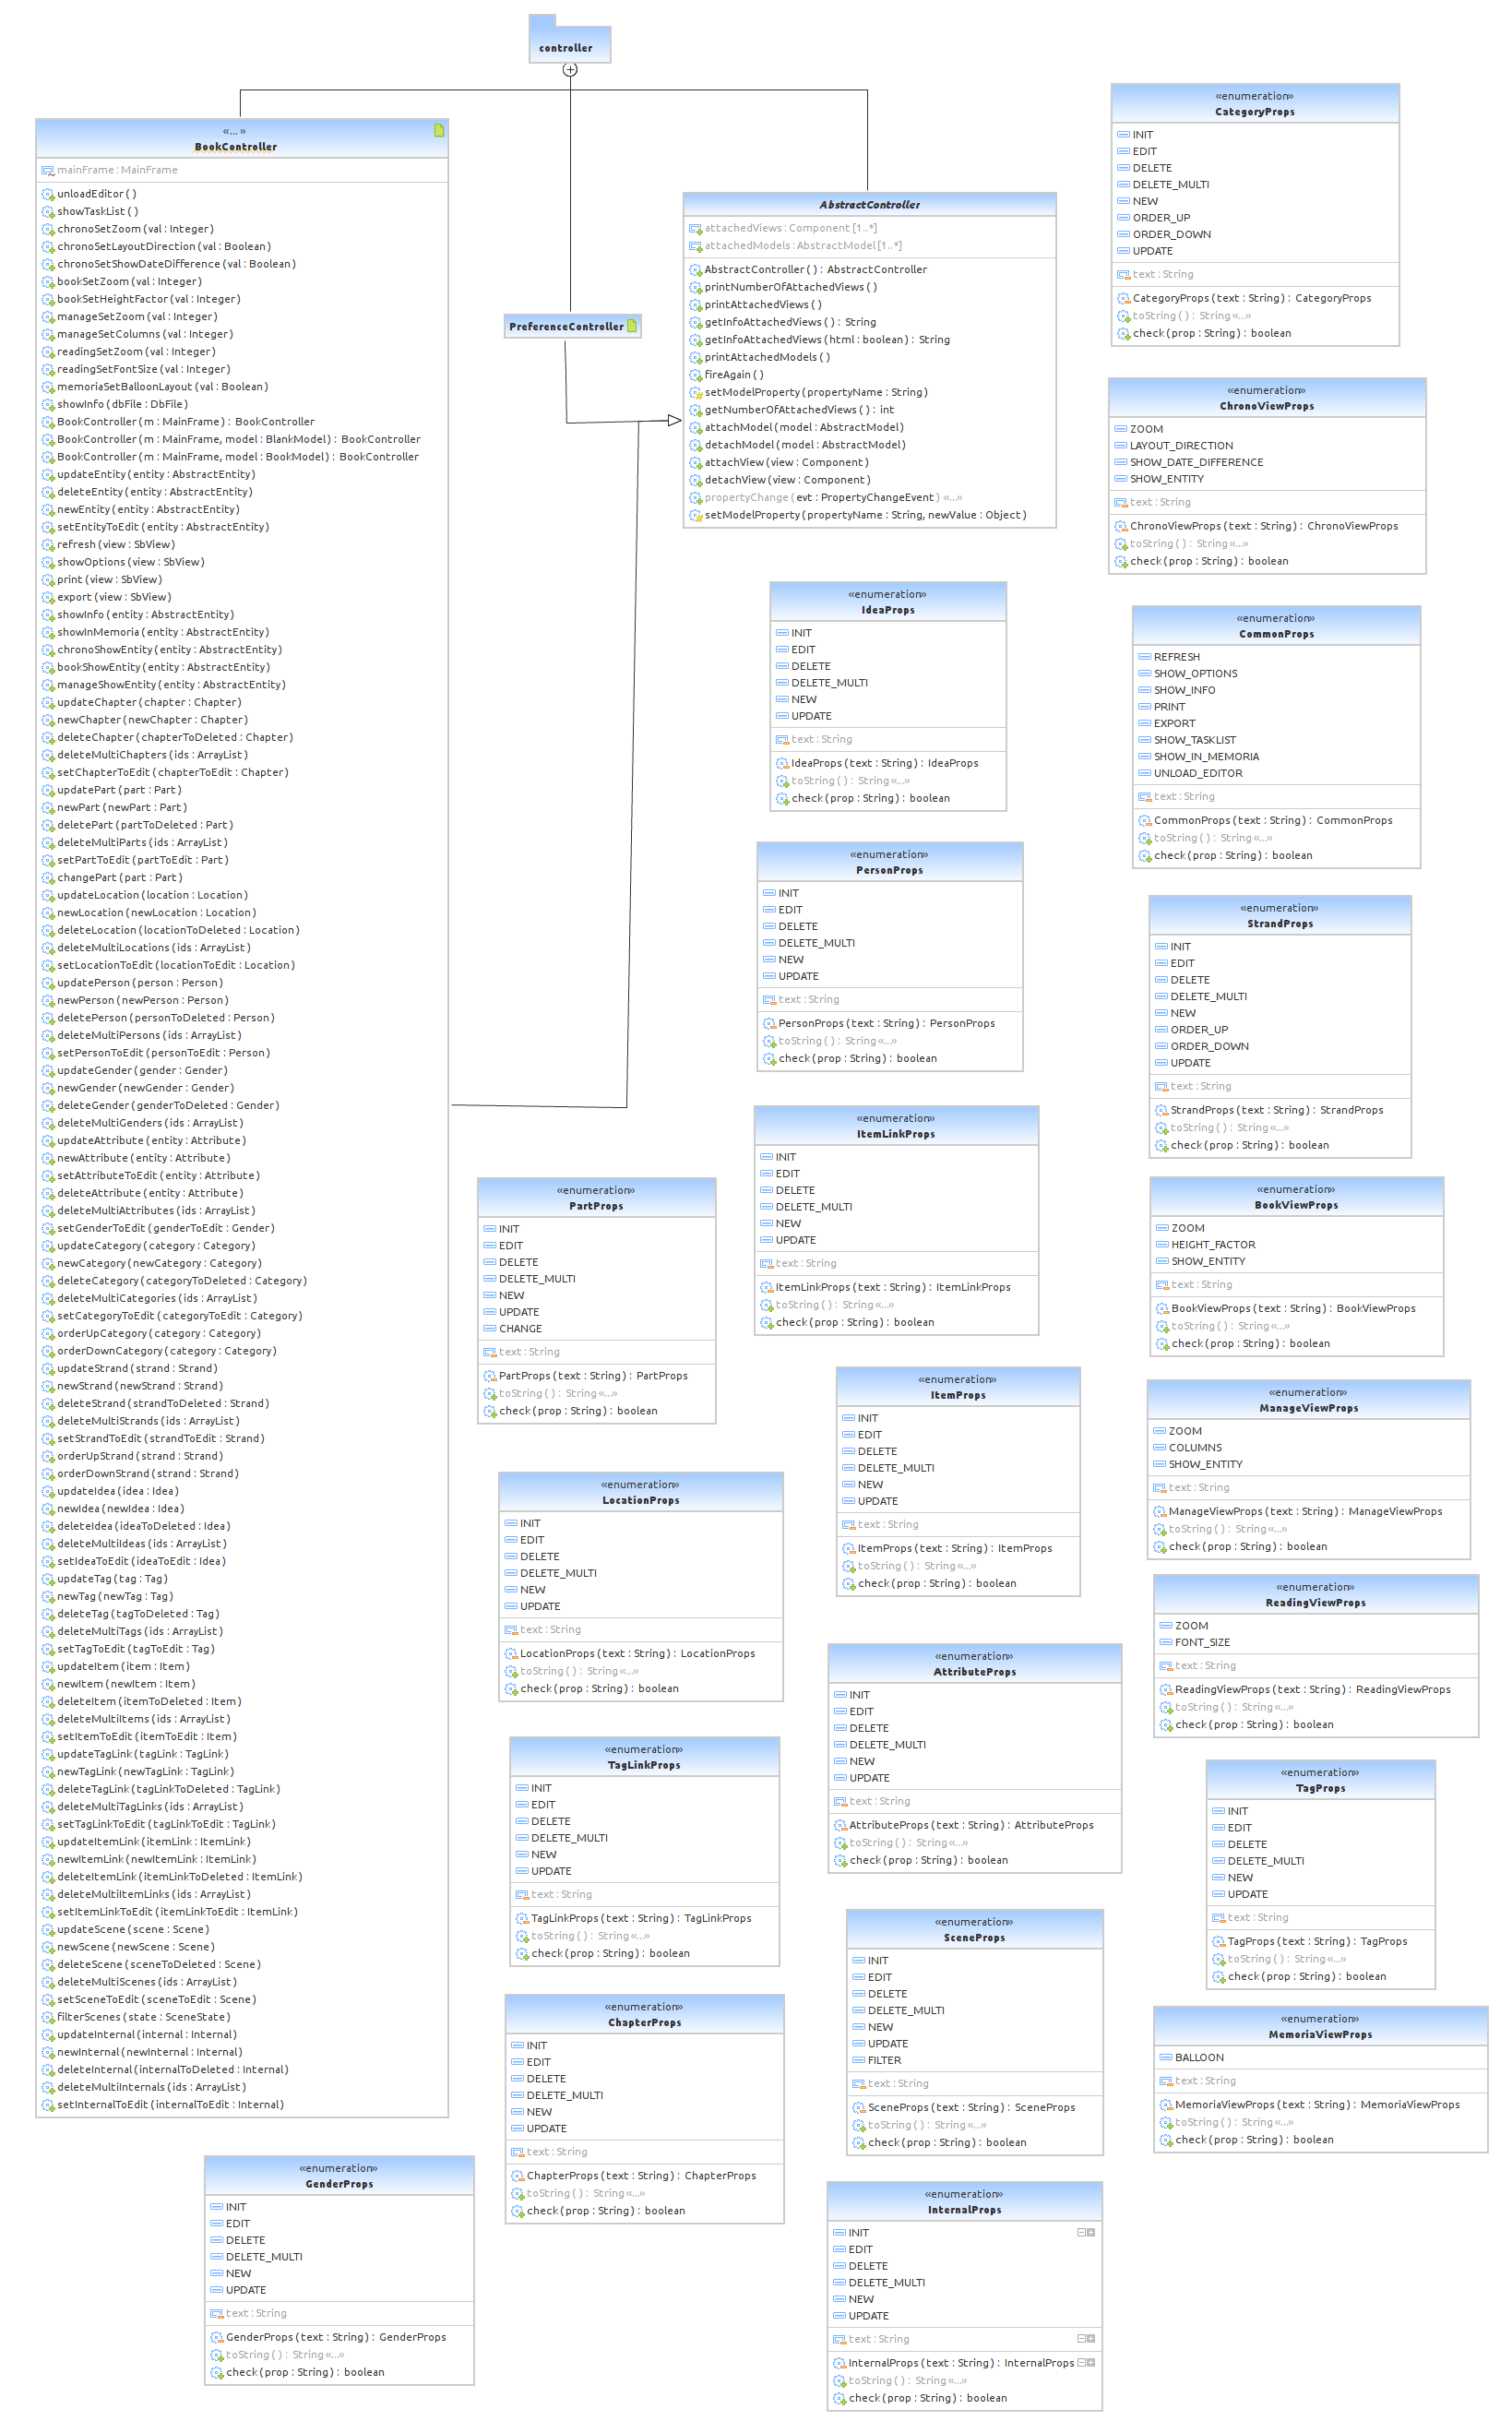 controller
«... »
BookController
mainFrame : MainFrame
unloadEditor ( )
showTaskList ( )
chronoSetZoom (val : Integer)
chronoSetLayoutDirection (val : Boolean)
chronoSetShowDateDifference (val : Boolean)
bookSetZoom (val : Integer)
bookSetHeightFactor (val : Integer)
manageSetZoom (val : Integer)
manageSetColumns (val : Integer)
readingSetZoom (val : Integer)
readingSetFontSize (val : Integer)
memoriaSetBalloonLayout (val : Boolean)
showInfo (dbFile : DbFile)
BookController (m : MainFrame) : BookController
BookController (m : MainFrame, model : BlankModel) : BookController
BookController (m : MainFrame, model : BookModel) : BookController
updateEntity (entity : AbstractEntity)
deleteEntity (entity : AbstractEntity)
newEntity (entity : AbstractEntity)
setEntityToEdit (entity : AbstractEntity)
refresh (view : SbView)
showOptions (view : SbView)
print (view : SbView)
export (view : SbView)
showInfo (entity : AbstractEntity)
showInMemoria (entity : AbstractEntity)
chronoShowEntity (entity : AbstractEntity)
bookShowEntity (entity : AbstractEntity)
manageShowEntity (entity : AbstractEntity)
updateChapter (chapter : Chapter)
newChapter (newChapter : Chapter)
deleteChapter (chapterToDeleted : Chapter)
deleteMultiChapters (ids : ArrayList)
setChapterToEdit (chapterToEdit : Chapter)
updatePart (part : Part)
newPart (newPart : Part)
deletePart (partToDeleted : Part)
deleteMultiParts (ids : ArrayList)
setPartToEdit (partToEdit : Part)
changePart (part : Part)
updateLocation (location : Location)
newLocation (newLocation : Location)
deleteLocation (locationToDeleted : Location)
deleteMultiLocations (ids : ArrayList)
setLocationToEdit (locationToEdit : Location)
updatePerson (person : Person)
newPerson (newPerson : Person)
deletePerson (personToDeleted : Person)
deleteMultiPersons (ids : ArrayList)
setPersonToEdit (personToEdit : Person)
updateGender (gender : Gender)
newGender (newGender : Gender)
deleteGender (genderToDeleted : Gender)
deleteMultiGenders (ids : ArrayList)
updateAttribute (entity : Attribute)
newAttribute (entity : Attribute)
setAttributeToEdit (entity : Attribute)
deleteAttribute (entity : Attribute)
deleteMultiAttributes (ids : ArrayList)
setGenderToEdit (genderToEdit : Gender)
updateCategory (category : Category)
newCategory (newCategory : Category)
deleteCategory (categoryToDeleted : Category)
deleteMultiCategories (ids : ArrayList)
setCategoryToEdit (categoryToEdit : Category)
orderUpCategory (category : Category)
orderDownCategory (category : Category)
updateStrand (strand : Strand)
newStrand (newStrand : Strand)
deleteStrand (strandToDeleted : Strand)
deleteMultiStrands (ids : ArrayList)
setStrandToEdit (strandToEdit : Strand)
orderUpStrand (strand : Strand)
orderDownStrand (strand : Strand)
updateIdea (idea : Idea)
newIdea (newIdea : Idea)
deleteIdea (ideaToDeleted : Idea)
deleteMultiIdeas (ids : ArrayList)
setIdeaToEdit (ideaToEdit : Idea)
updateTag (tag : Tag)
newTag (newTag : Tag)
deleteTag (tagToDeleted : Tag)
deleteMultiTags (ids : ArrayList)
setTagToEdit (tagToEdit : Tag)
updateItem (item : Item)
newItem (newItem : Item)
deleteItem (itemToDeleted : Item)
deleteMultiItems (ids : ArrayList)
setItemToEdit (itemToEdit : Item)
updateTagLink (tagLink : TagLink)
newTagLink (newTagLink : TagLink)
deleteTagLink (tagLinkToDeleted : TagLink)
deleteMultiTagLinks (ids : ArrayList)
setTagLinkToEdit (tagLinkToEdit : TagLink)
updateItemLink (itemLink : ItemLink)
newItemLink (newItemLink : ItemLink)
deleteItemLink (itemLinkToDeleted : ItemLink)
deleteMultiItemLinks (ids : ArrayList)
setItemLinkToEdit (itemLinkToEdit : ItemLink)
updateScene (scene : Scene)
newScene (newScene : Scene)
deleteScene (sceneToDeleted : Scene)
deleteMultiScenes (ids : ArrayList)
setSceneToEdit (sceneToEdit : Scene)
filterScenes (state : SceneState)
updateInternal (internal : Internal)
newInternal (newInternal : Internal)
deleteInternal (internalToDeleted : Internal)
deleteMultiInternals (ids : ArrayList)
setInternalToEdit (internalToEdit : Internal)
PreferenceController
AbstractController
attachedViews : Component [1..*]
attachedModels : AbstractModel [1..*]
AbstractController ( ) : AbstractController
printNumberOfAttachedViews ( )
printAttachedViews ( )
getInfoAttachedViews ( ) : String
getInfoAttachedViews (html : boolean) : String
printAttachedModels ( )
fireAgain ( )
setModelProperty (propertyName : String)
getNumberOfAttachedViews ( ) : int
attachModel (model : AbstractModel)
detachModel (model : AbstractModel)
attachView (view : Component)
detachView (view : Component)
propertyChange (evt : PropertyChangeEvent) «...»
setModelProperty (propertyName : String, newValue : Object)
«enumeration»
CategoryProps
INIT
EDIT
DELETE
DELETE_MULTI
NEW
ORDER_UP
ORDER_DOWN
UPDATE
text : String
CategoryProps (text : String) : CategoryProps
toString ( ) : String «...»
check (prop : String) : boolean
«enumeration»
ChronoViewProps
ZOOM
LAYOUT_DIRECTION
SHOW_DATE_DIFFERENCE
SHOW_ENTITY
text : String
ChronoViewProps (text : String) : ChronoViewProps
toString ( ) : String «...»
check (prop : String) : boolean
«enumeration»
IdeaProps
INIT
EDIT
DELETE
DELETE_MULTI
NEW
UPDATE
text : String
IdeaProps (text : String) : IdeaProps
toString ( ) : String «...»
check (prop : String) : boolean
«enumeration»
CommonProps
REFRESH
SHOW_OPTIONS
SHOW_INFO
PRINT
EXPORT
SHOW_TASKLIST
SHOW_IN_MEMORIA
UNLOAD_EDITOR
text : String
CommonProps (text : String) : CommonProps
toString ( ) : String «...»
check (prop : String) : boolean
«enumeration»
PersonProps
INIT
EDIT
DELETE
DELETE_MULTI
NEW
UPDATE
text : String
PersonProps (text : String) : PersonProps
toString ( ) : String «...»
check (prop : String) : boolean
«enumeration»
StrandProps
INIT
EDIT
DELETE
DELETE_MULTI
NEW
ORDER_UP
ORDER_DOWN
UPDATE
text : String
StrandProps (text : String) : StrandProps
toString ( ) : String «...»
check (prop : String) : boolean
«enumeration»
ItemLinkProps
INIT
EDIT
DELETE
DELETE_MULTI
NEW
UPDATE
text : String
ItemLinkProps (text : String) : ItemLinkProps
toString ( ) : String «...»
check (prop : String) : boolean
«enumeration»
PartProps
INIT
EDIT
DELETE
DELETE_MULTI
NEW
UPDATE
CHANGE
text : String
PartProps (text : String) : PartProps
toString ( ) : String «...»
check (prop : String) : boolean
«enumeration»
BookViewProps
ZOOM
HEIGHT_FACTOR
SHOW_ENTITY
text : String
BookViewProps (text : String) : BookViewProps
toString ( ) : String «...»
check (prop : String) : boolean
«enumeration»
ItemProps
INIT
EDIT
DELETE
DELETE_MULTI
NEW
UPDATE
text : String
ItemProps (text : String) : ItemProps
toString ( ) : String «...»
check (prop : String) : boolean
«enumeration»
ManageViewProps
ZOOM
COLUMNS
SHOW_ENTITY
text : String
ManageViewProps (text : String) : ManageViewProps
toString ( ) : String «...»
check (prop : String) : boolean
«enumeration»
LocationProps
INIT
EDIT
DELETE
DELETE_MULTI
NEW
UPDATE
text : String
LocationProps (text : String) : LocationProps
toString ( ) : String «...»
check (prop : String) : boolean
«enumeration»
ReadingViewProps
ZOOM
FONT_SIZE
text : String
ReadingViewProps (text : String) : ReadingViewProps
toString ( ) : String «...»
check (prop : String) : boolean
«enumeration»
AttributeProps
INIT
EDIT
DELETE
DELETE_MULTI
NEW
UPDATE
text : String
AttributeProps (text : String) : AttributeProps
toString ( ) : String «...»
check (prop : String) : boolean
«enumeration»
TagLinkProps
INIT
EDIT
DELETE
DELETE_MULTI
NEW
UPDATE
text : String
TagLinkProps (text : String) : TagLinkProps
toString ( ) : String «...»
check (prop : String) : boolean
«enumeration»
TagProps
INIT
EDIT
DELETE
DELETE_MULTI
NEW
UPDATE
text : String
TagProps (text : String) : TagProps
toString ( ) : String «...»
check (prop : String) : boolean
«enumeration»
SceneProps
INIT
EDIT
DELETE
DELETE_MULTI
NEW
UPDATE
FILTER
text : String
SceneProps (text : String) : SceneProps
toString ( ) : String «...»
check (prop : String) : boolean
«enumeration»
ChapterProps
INIT
EDIT
DELETE
DELETE_MULTI
NEW
UPDATE
text : String
ChapterProps (text : String) : ChapterProps
toString ( ) : String «...»
check (prop : String) : boolean
«enumeration»
MemoriaViewProps
BALLOON
text : String
MemoriaViewProps (text : String) : MemoriaViewProps
toString ( ) : String «...»
check (prop : String) : boolean
«enumeration»
GenderProps
INIT
EDIT
DELETE
DELETE_MULTI
NEW
UPDATE
text : String
GenderProps (text : String) : GenderProps
toString ( ) : String «...»
check (prop : String) : boolean
«enumeration»
InternalProps
INIT
EDIT
DELETE
DELETE_MULTI
NEW
UPDATE
text : String
InternalProps (text : String) : InternalProps
toString ( ) : String «...»
check (prop : String) : boolean